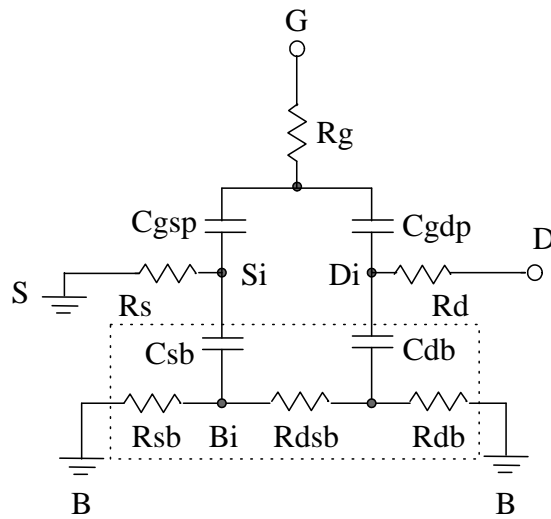 G
Rg
Cgsp Cgdp
D
S Rs Si Di Rd
Csb Cdb
Rsb Bi Rdsb Rdb
B B